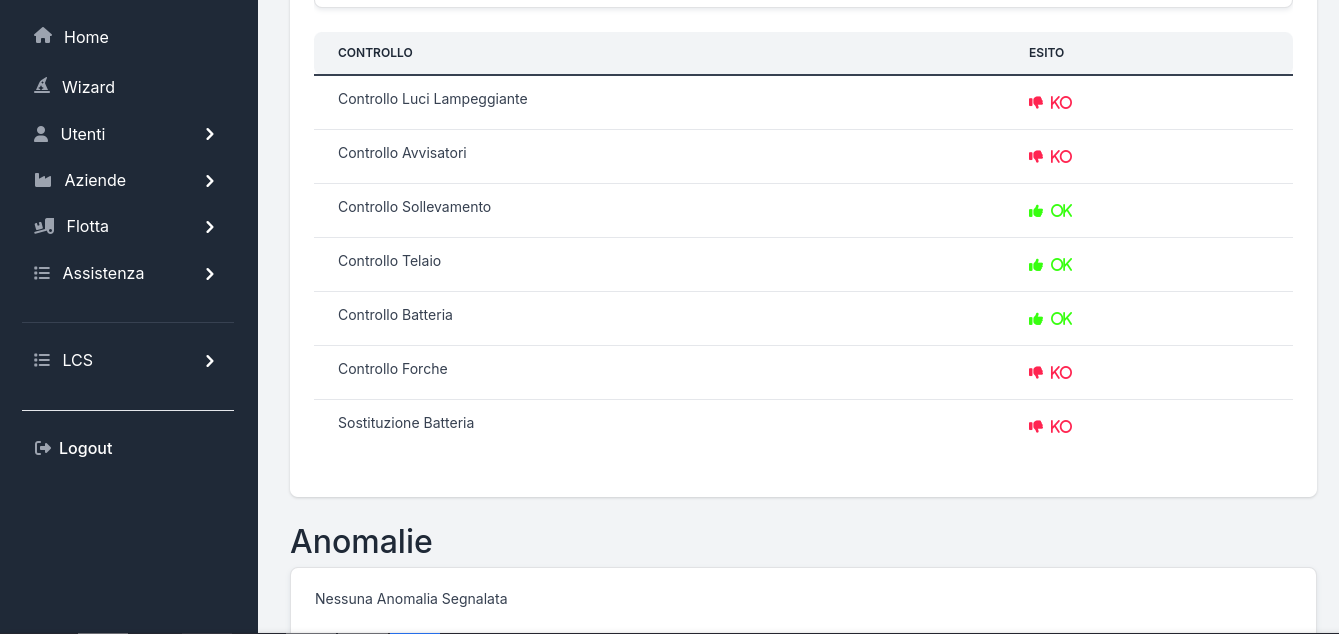 Home
Wizard
Utenti
Aziende
Flotta
Assistenza
LCS
Logout
CONTROLLO ESITO
Controllo Luci Lampeggiante KO
Controllo Avvisatori KO
Controllo Sollevamento OK
Controllo Telaio OK
Controllo Batteria OK
Controllo Forche KO
Sostituzione Batteria KO
Anomalie
Nessuna Anomalia Segnalata